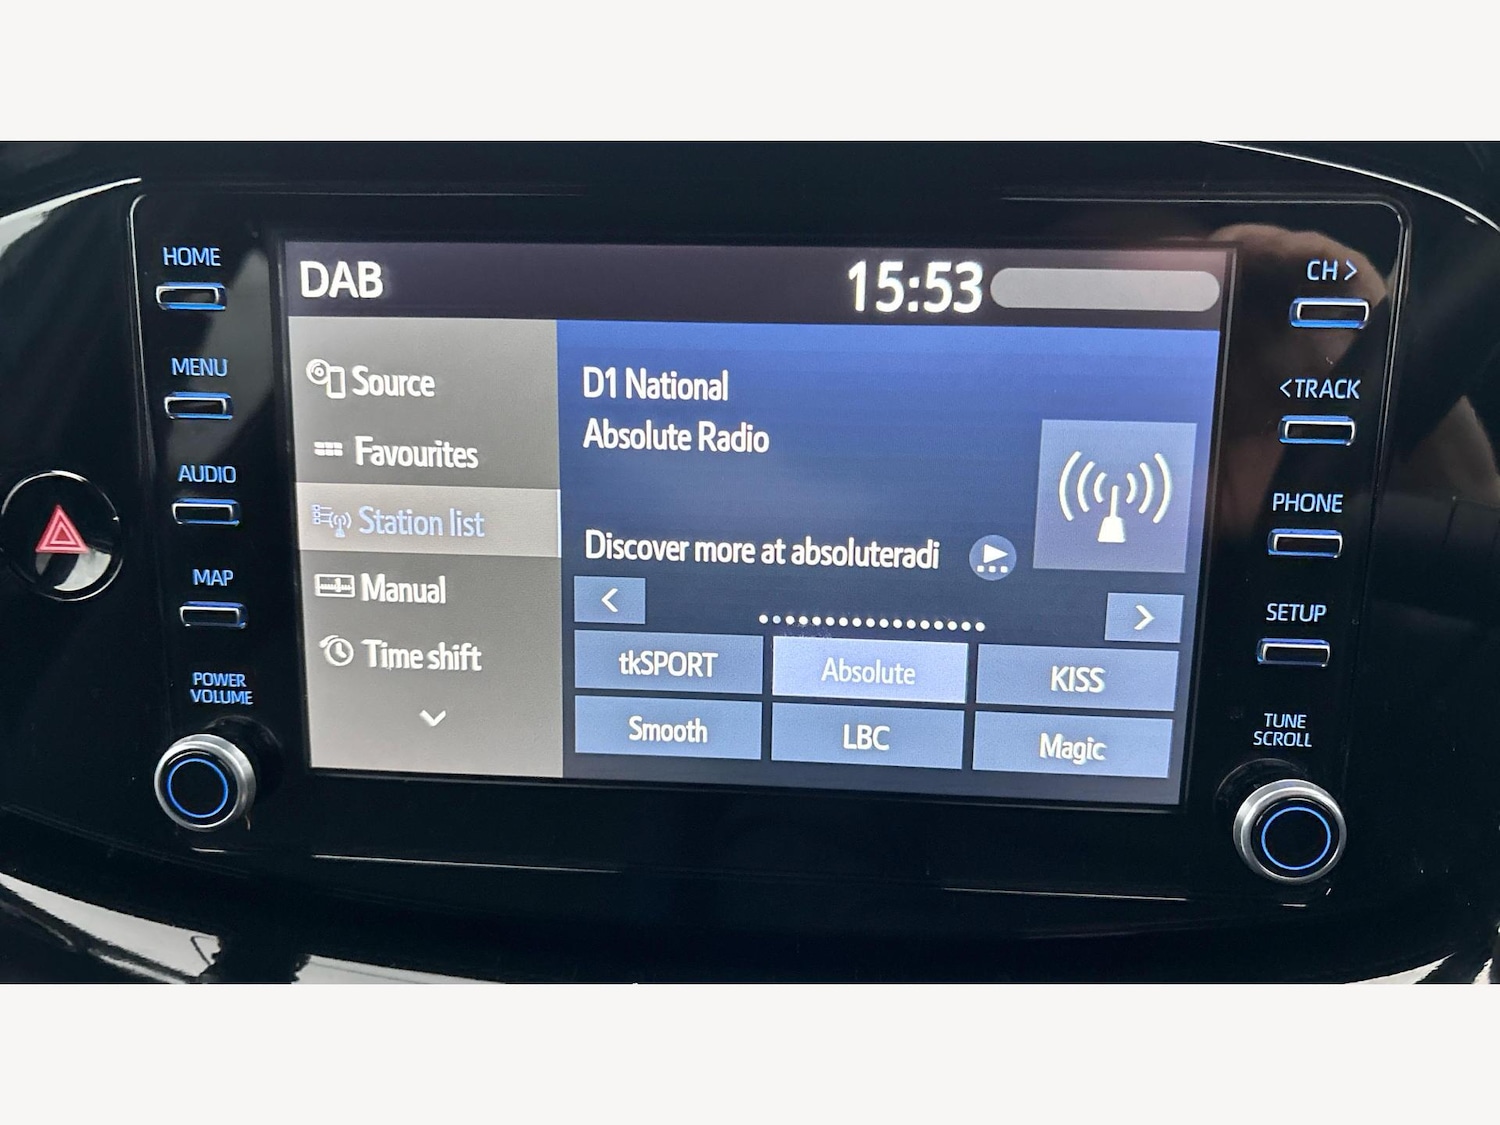 HOME
DAB
15:53
CH >
MENU
Source
D1 National
< TRACK
Favourites
Absolute Radio
AUDIO
Station list
PHONE
Discover more at absoluteradi
MAP
Manual
<
>
SETUP
Time shift
tkSPORT
Absolute
KISS
POWER
VOLUME
Smooth
LBC
Magic
TUNE
SCROLL